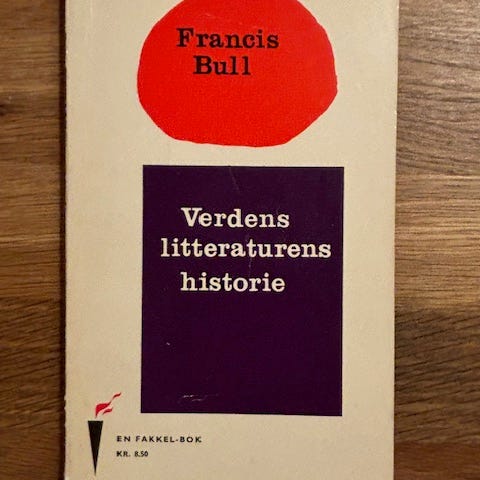 Francis
Bull
Verdens
litteraturens
historie
EN FAKKEL-BOK
KR. 8.50